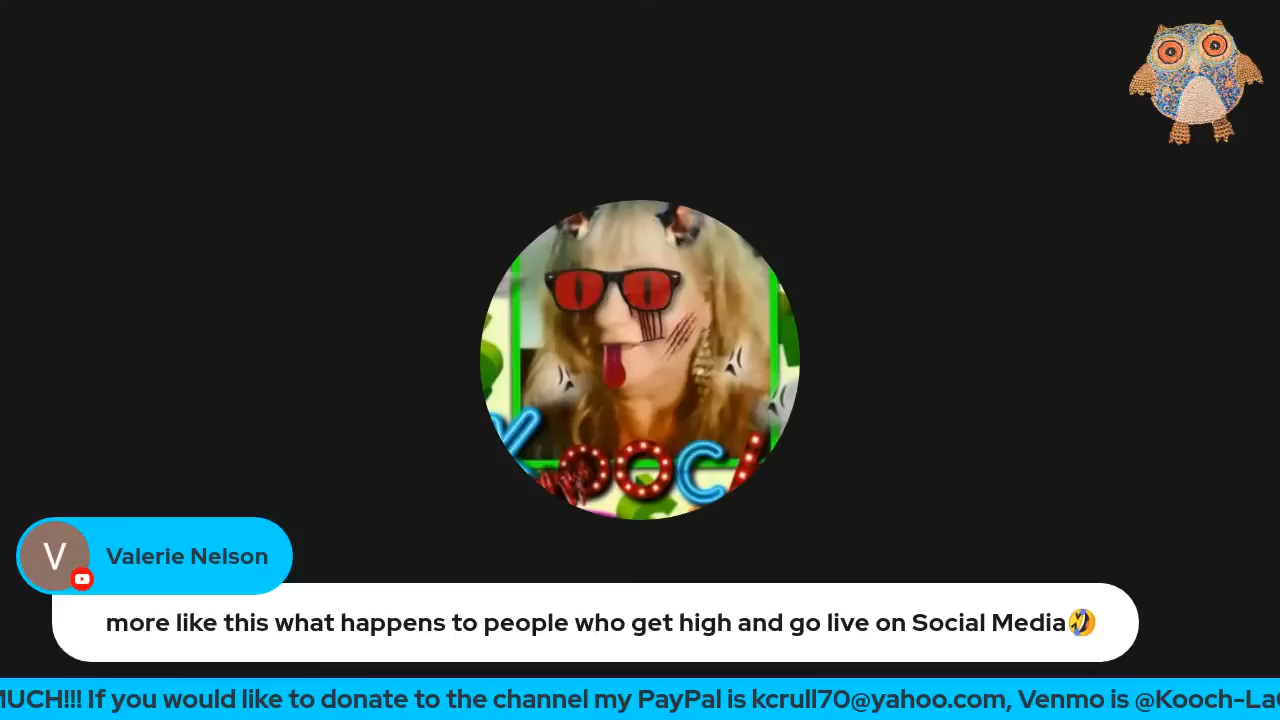 KOOC
V
Valerie Nelson
more like this what happens to people who get high and go live on Social Media🤣
MUCH!!! If you would like to donate to the channel my PayPal is kcrull70@yahoo.com, Venmo is @Kooch-La